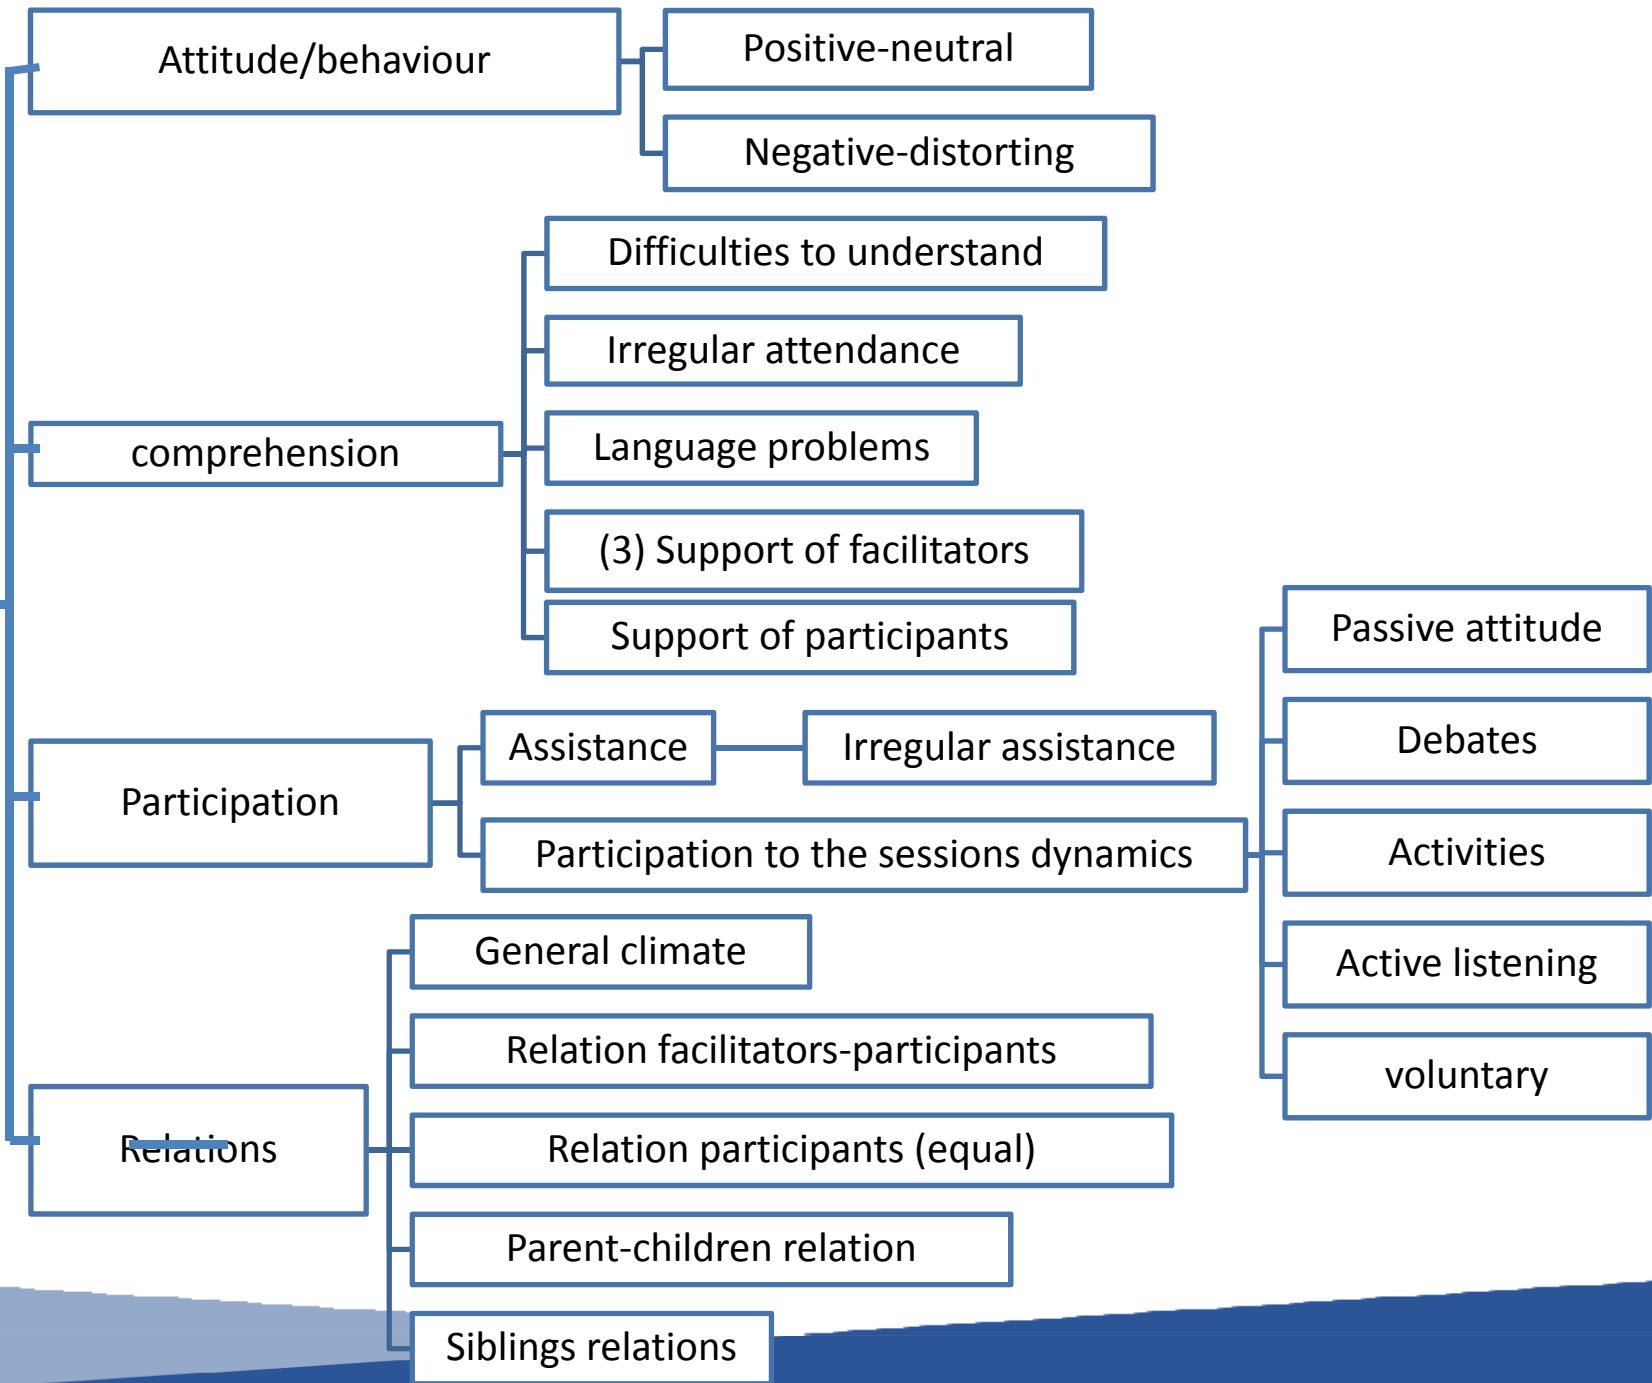 Attitude/behaviour
Positive-neutral
Negative-distorting
comprehension
Difficulties to understand
Irregular attendance
Language problems
(3) Support of facilitators
Support of participants
Participation
Assistance
Irregular assistance
Participation to the sessions dynamics
Passive attitude
Debates
Activities
Active listening
voluntary
Relations
General climate
Relation facilitators-participants
Relation participants (equal)
Parent-children relation
Siblings relations